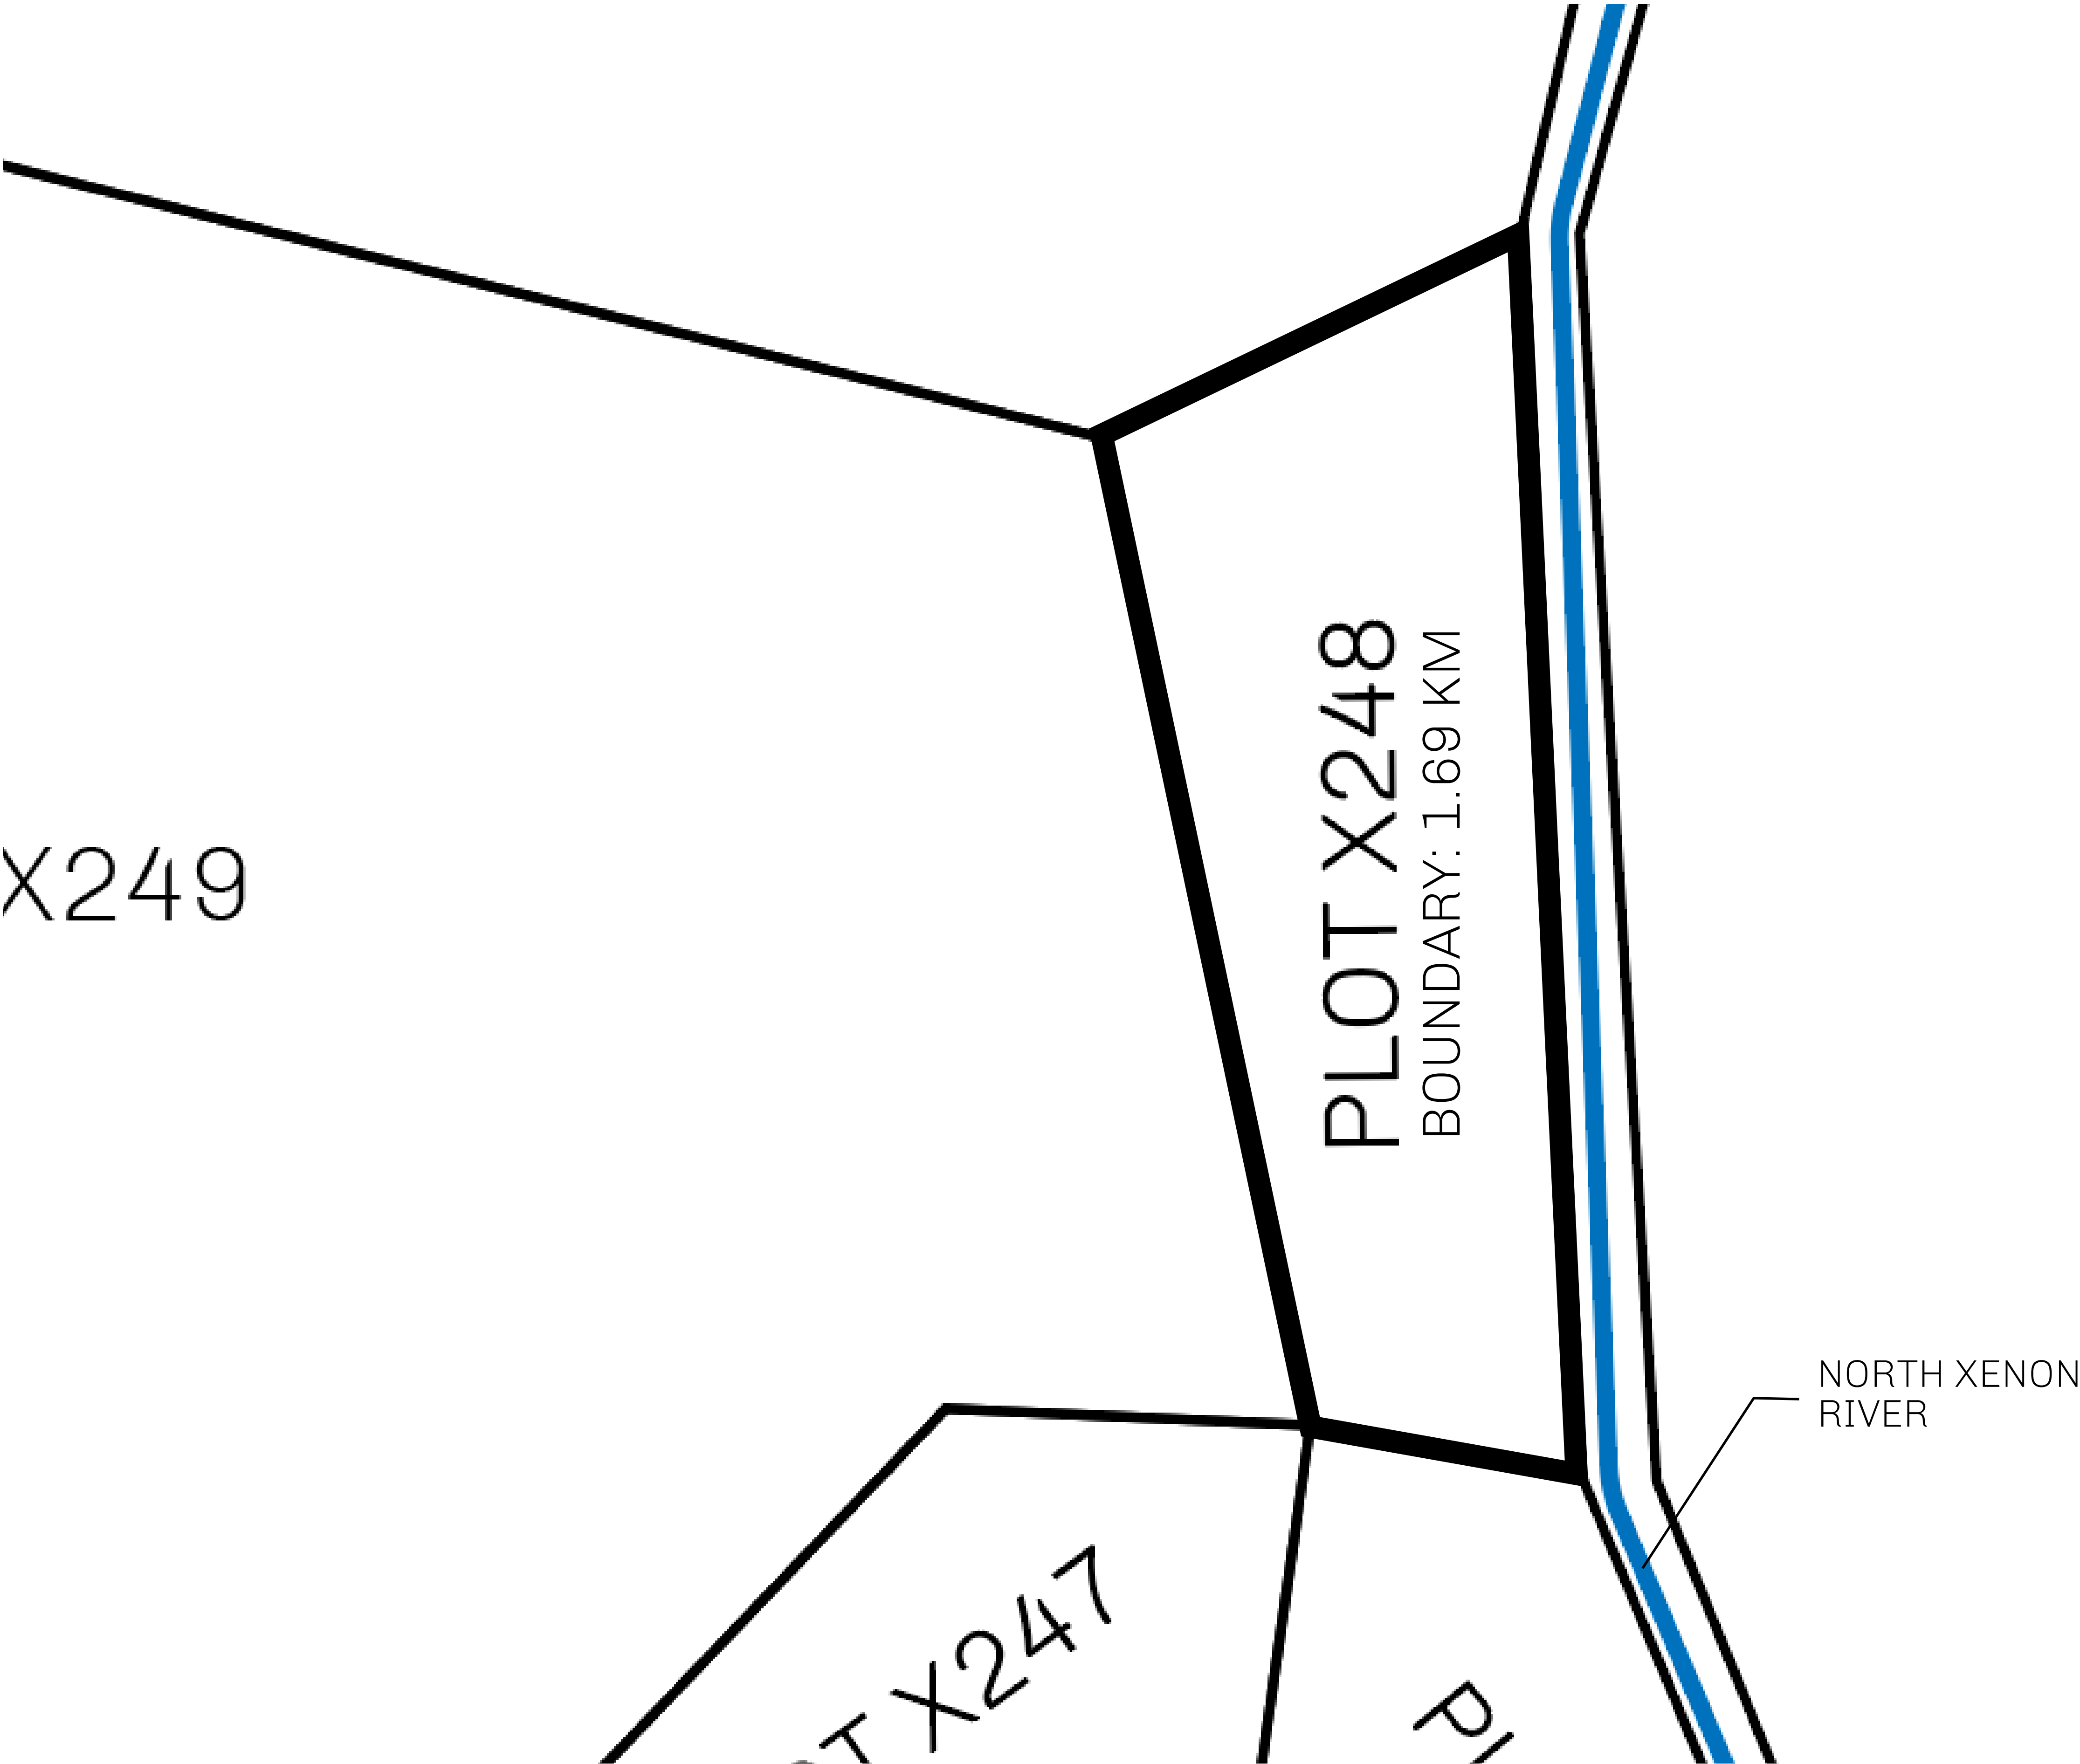 PLOT X248
BOUNDARY: 1.69 KM
X249
NORTH XENON
RIVER
X247